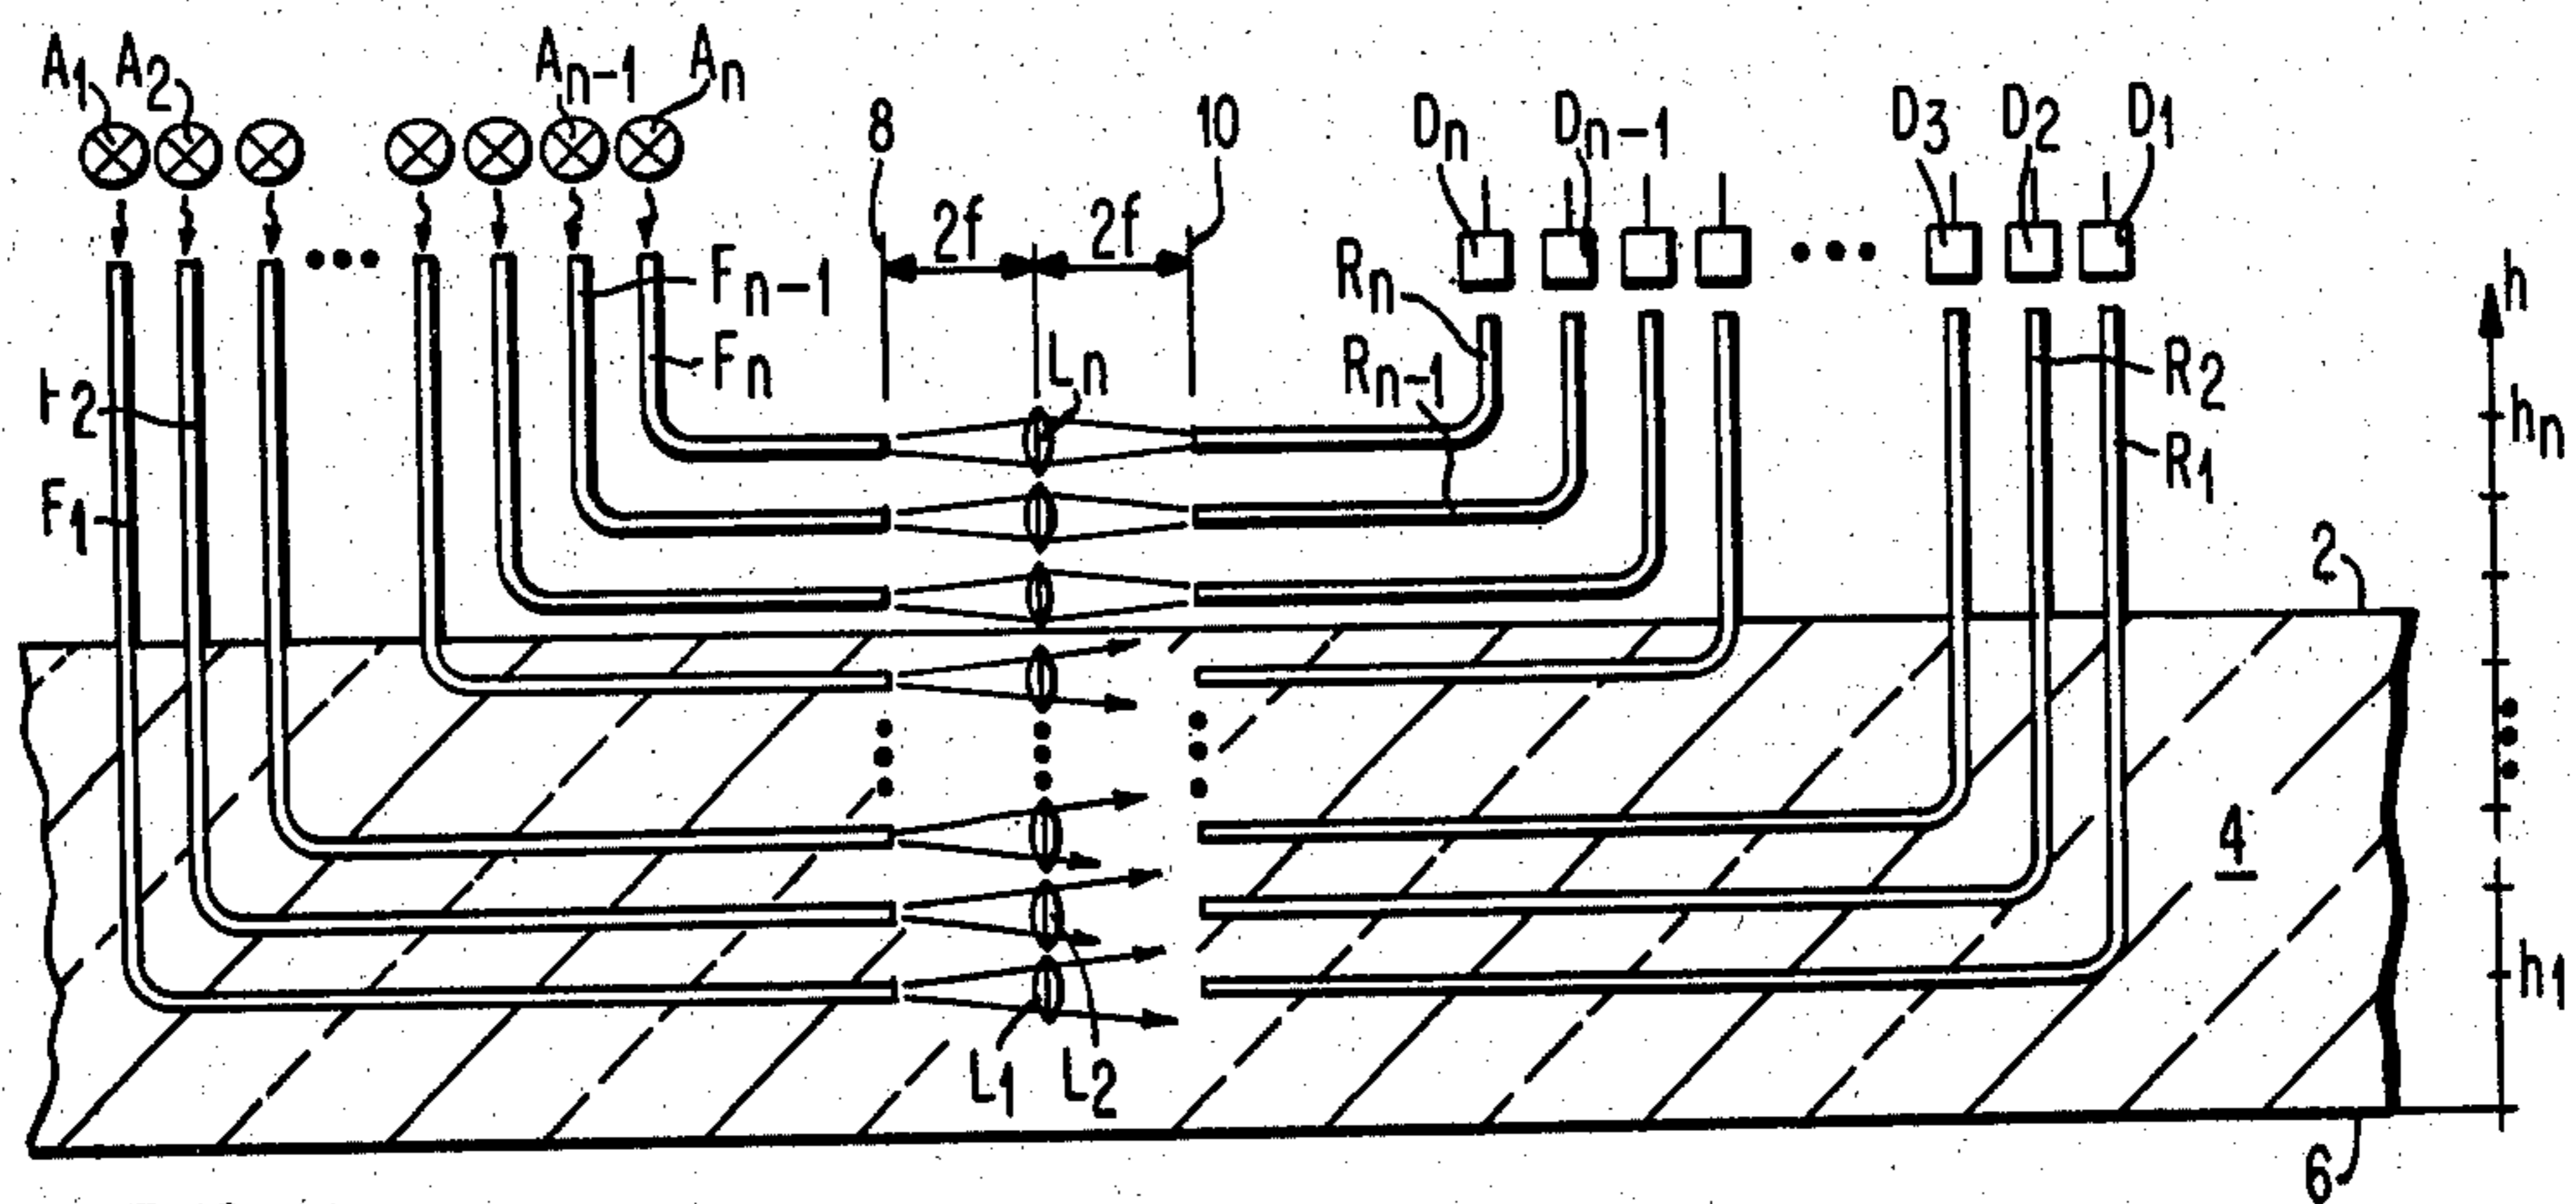 A1 A2 An-1 An
8 10
Dn Dn-1 D3 D2 D1
2f 2f
h
Fn-1
Rn
Fn
Ln
Rn-1
R2
F2
hn
F1
R1
2
4
h1
L1 L2
6